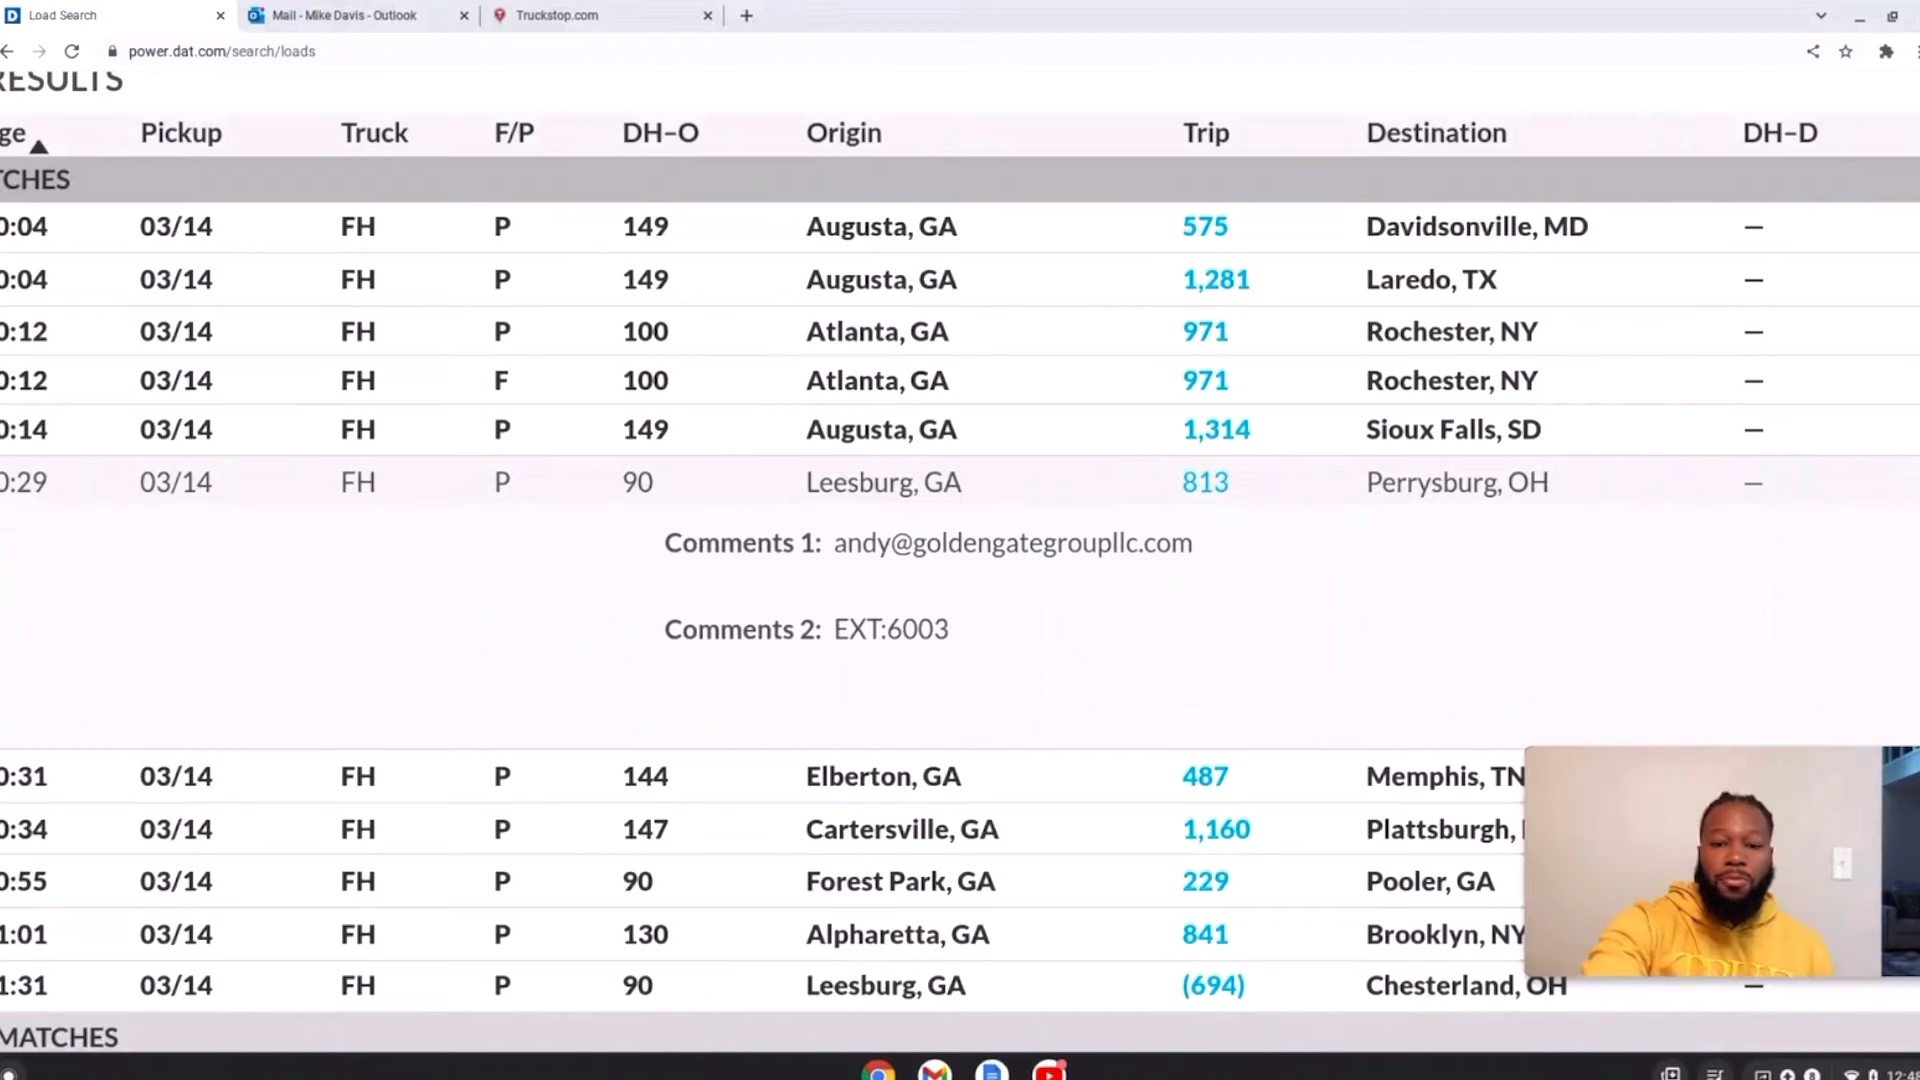 Load Search
Mail - Mike Davis - Outlook
Truckstop.com
power.dat.com/search/loads
RESULTS
ge Pickup Truck F/P DH–O Origin Trip Destination DH–D
TCHES
0:04 03/14 FH P 149 Augusta, GA 575 Davidsonville, MD –
0:04 03/14 FH P 149 Augusta, GA 1,281 Laredo, TX –
0:12 03/14 FH P 100 Atlanta, GA 971 Rochester, NY –
0:12 03/14 FH F 100 Atlanta, GA 971 Rochester, NY –
0:14 03/14 FH P 149 Augusta, GA 1,314 Sioux Falls, SD –
0:29 03/14 FH P 90 Leesburg, GA 813 Perrysburg, OH –
Comments 1: andy@goldengategroupllc.com
Comments 2: EXT:6003
0:31 03/14 FH P 144 Elberton, GA 487 Memphis, TN
0:34 03/14 FH P 147 Cartersville, GA 1,160 Plattsburgh,
0:55 03/14 FH P 90 Forest Park, GA 229 Pooler, GA
1:01 03/14 FH P 130 Alpharetta, GA 841 Brooklyn, NY
1:31 03/14 FH P 90 Leesburg, GA (694) Chesterland, OH –
MATCHES
12:48